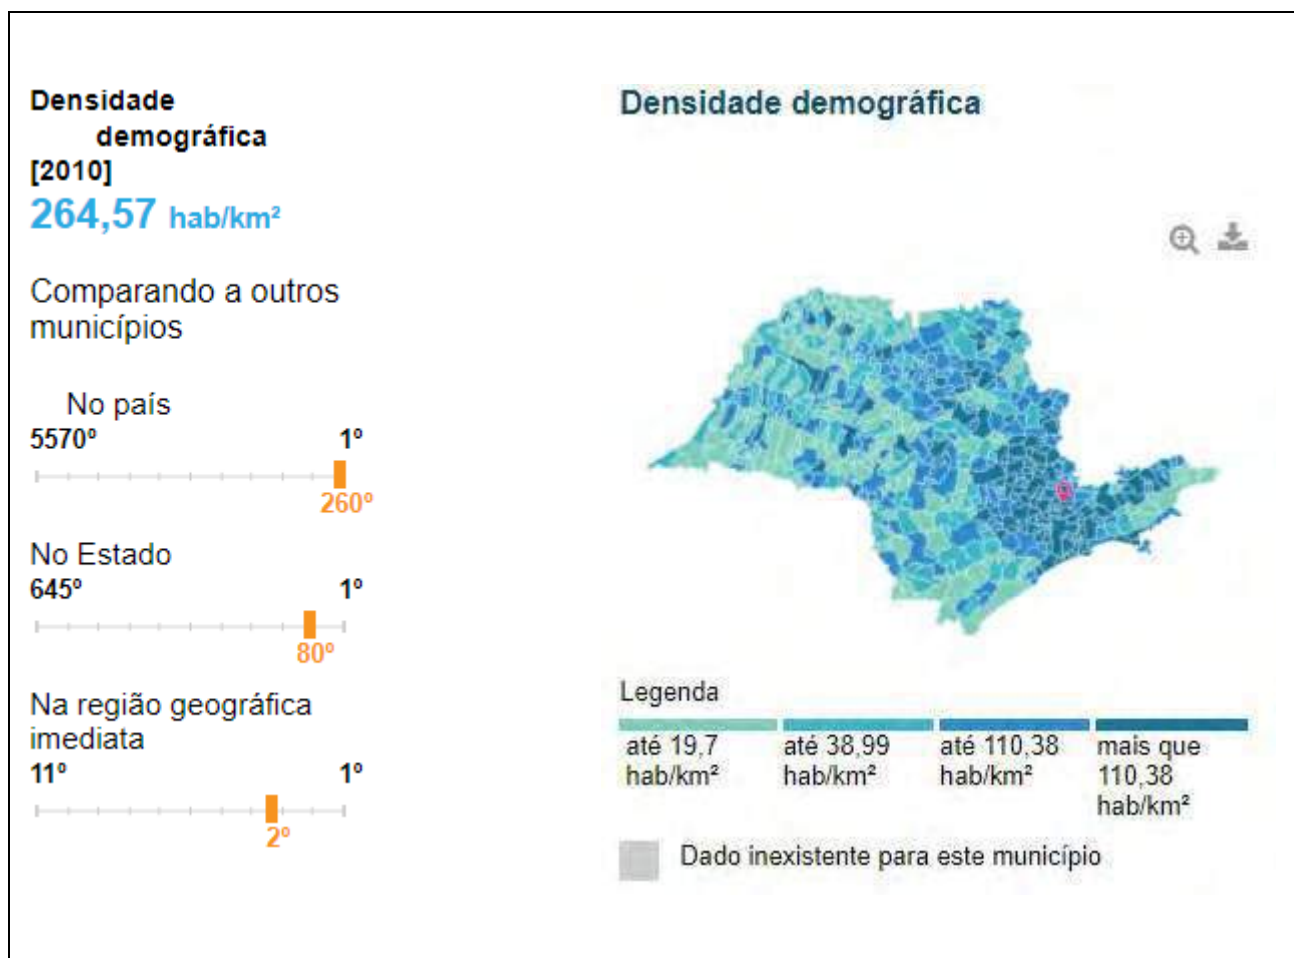 Densidade
demográfica
[2010]
264,57 hab/km²
Comparando a outros
municípios
No país
5570º 1º
260º
No Estado
645º 1º
80º
Na região geográfica
imediata
11º 1º
2º
Densidade demográfica
Legenda
até 19,7
hab/km²
até 38,99
hab/km²
até 110,38
hab/km²
mais que
110,38
hab/km²
Dado inexistente para este município